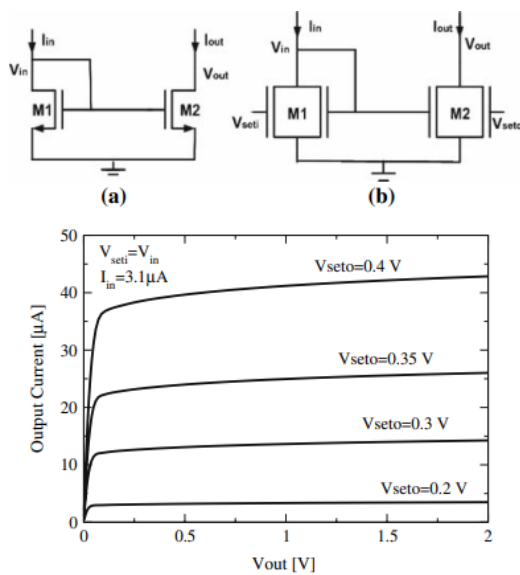 Iin
Iout
Vin
Vout
M1
M2
(a)
Iin
Iout
Vin
Vout
Vseti
M1
M2
Vseto
(b)
50
40
30
20
10
0
Output Current [μA]
Vseti=Vin
Iin=3.1μA
Vseto=0.4 V
Vseto=0.35 V
Vseto=0.3 V
Vseto=0.2 V
0
0.5
1
1.5
2
Vout [V]